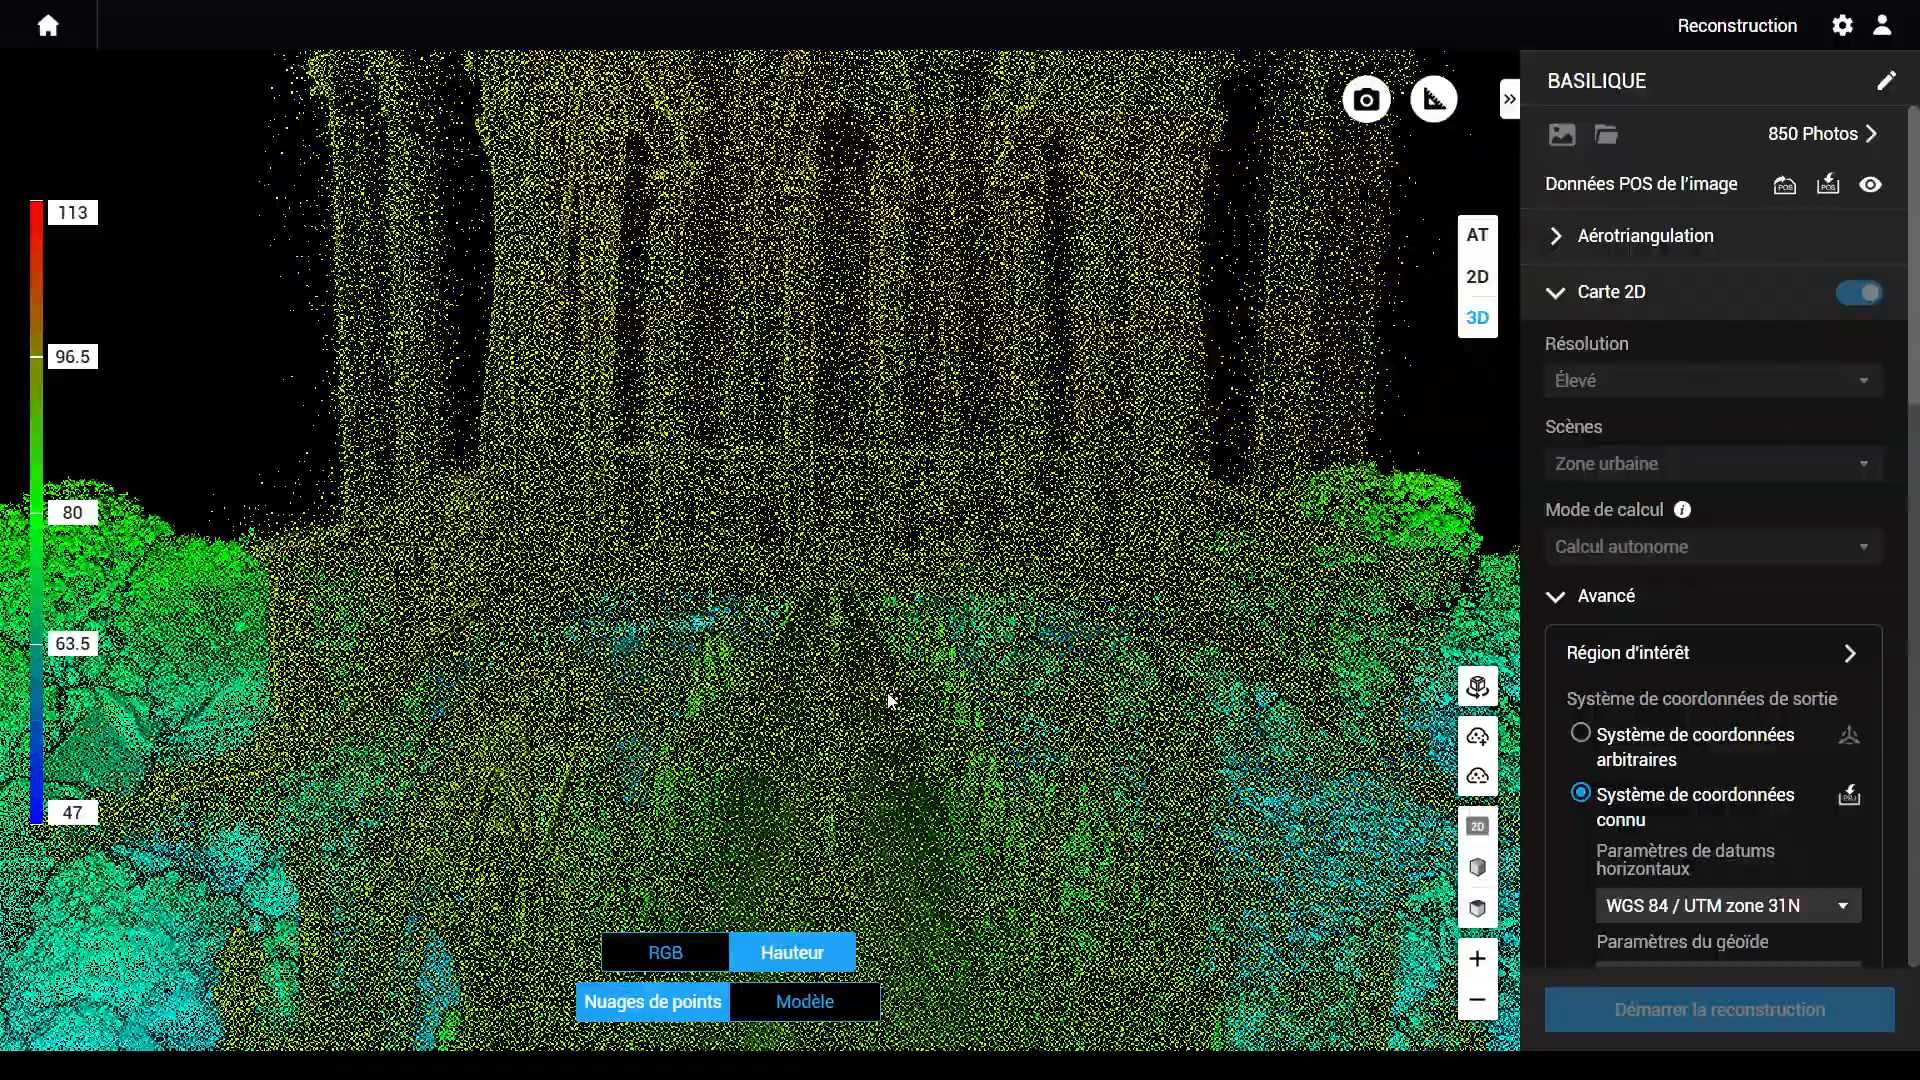 Reconstruction
BASILIQUE
850 Photos
Données POS de l'image
POS
POS
Aérotriangulation
Carte 2D
Résolution
Élevé
Scènes
Zone urbaine
Mode de calcul
Calcul autonome
Avancé
Région d'intérêt
Système de coordonnées de sortie
Système de coordonnées
arbitraires
Système de coordonnées
connu
Paramètres de datums
horizontaux
WGS 84 / UTM zone 31N
Paramètres du géoïde
Démarrer la reconstruction
113
96.5
80
63.5
47
AT
2D
3D
2D
RGB
Hauteur
Nuages de points
Modèle